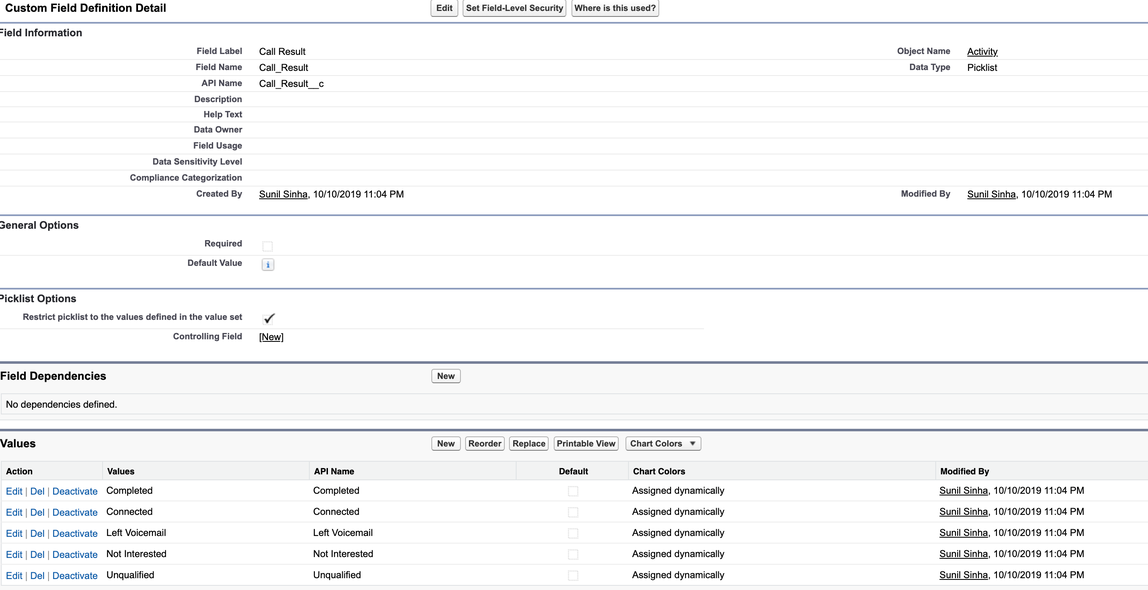 Custom Field Definition Detail Edit Set Field-Level Security Where is this used?
Field Information
Field Label Call Result Object Name Activity
Field Name Call_Result Data Type Picklist
API Name Call_Result__c
Description
Help Text
Data Owner
Field Usage
Data Sensitivity Level
Compliance Categorization
Created By Sunil Sinha, 10/10/2019 11:04 PM Modified By Sunil Sinha, 10/10/2019 11:04 PM
General Options
Required
Default Value i
Picklist Options
Restrict picklist to the values defined in the value set
Controlling Field [New]
Field Dependencies New
No dependencies defined.
Values New Reorder Replace Printable View Chart Colors
Action Values API Name Default Chart Colors Modified By
Edit | Del | Deactivate Completed Completed Assigned dynamically Sunil Sinha, 10/10/2019 11:04 PM
Edit | Del | Deactivate Connected Connected Assigned dynamically Sunil Sinha, 10/10/2019 11:04 PM
Edit | Del | Deactivate Left Voicemail Left Voicemail Assigned dynamically Sunil Sinha, 10/10/2019 11:04 PM
Edit | Del | Deactivate Not Interested Not Interested Assigned dynamically Sunil Sinha, 10/10/2019 11:04 PM
Edit | Del | Deactivate Unqualified Unqualified Assigned dynamically Sunil Sinha, 10/10/2019 11:04 PM